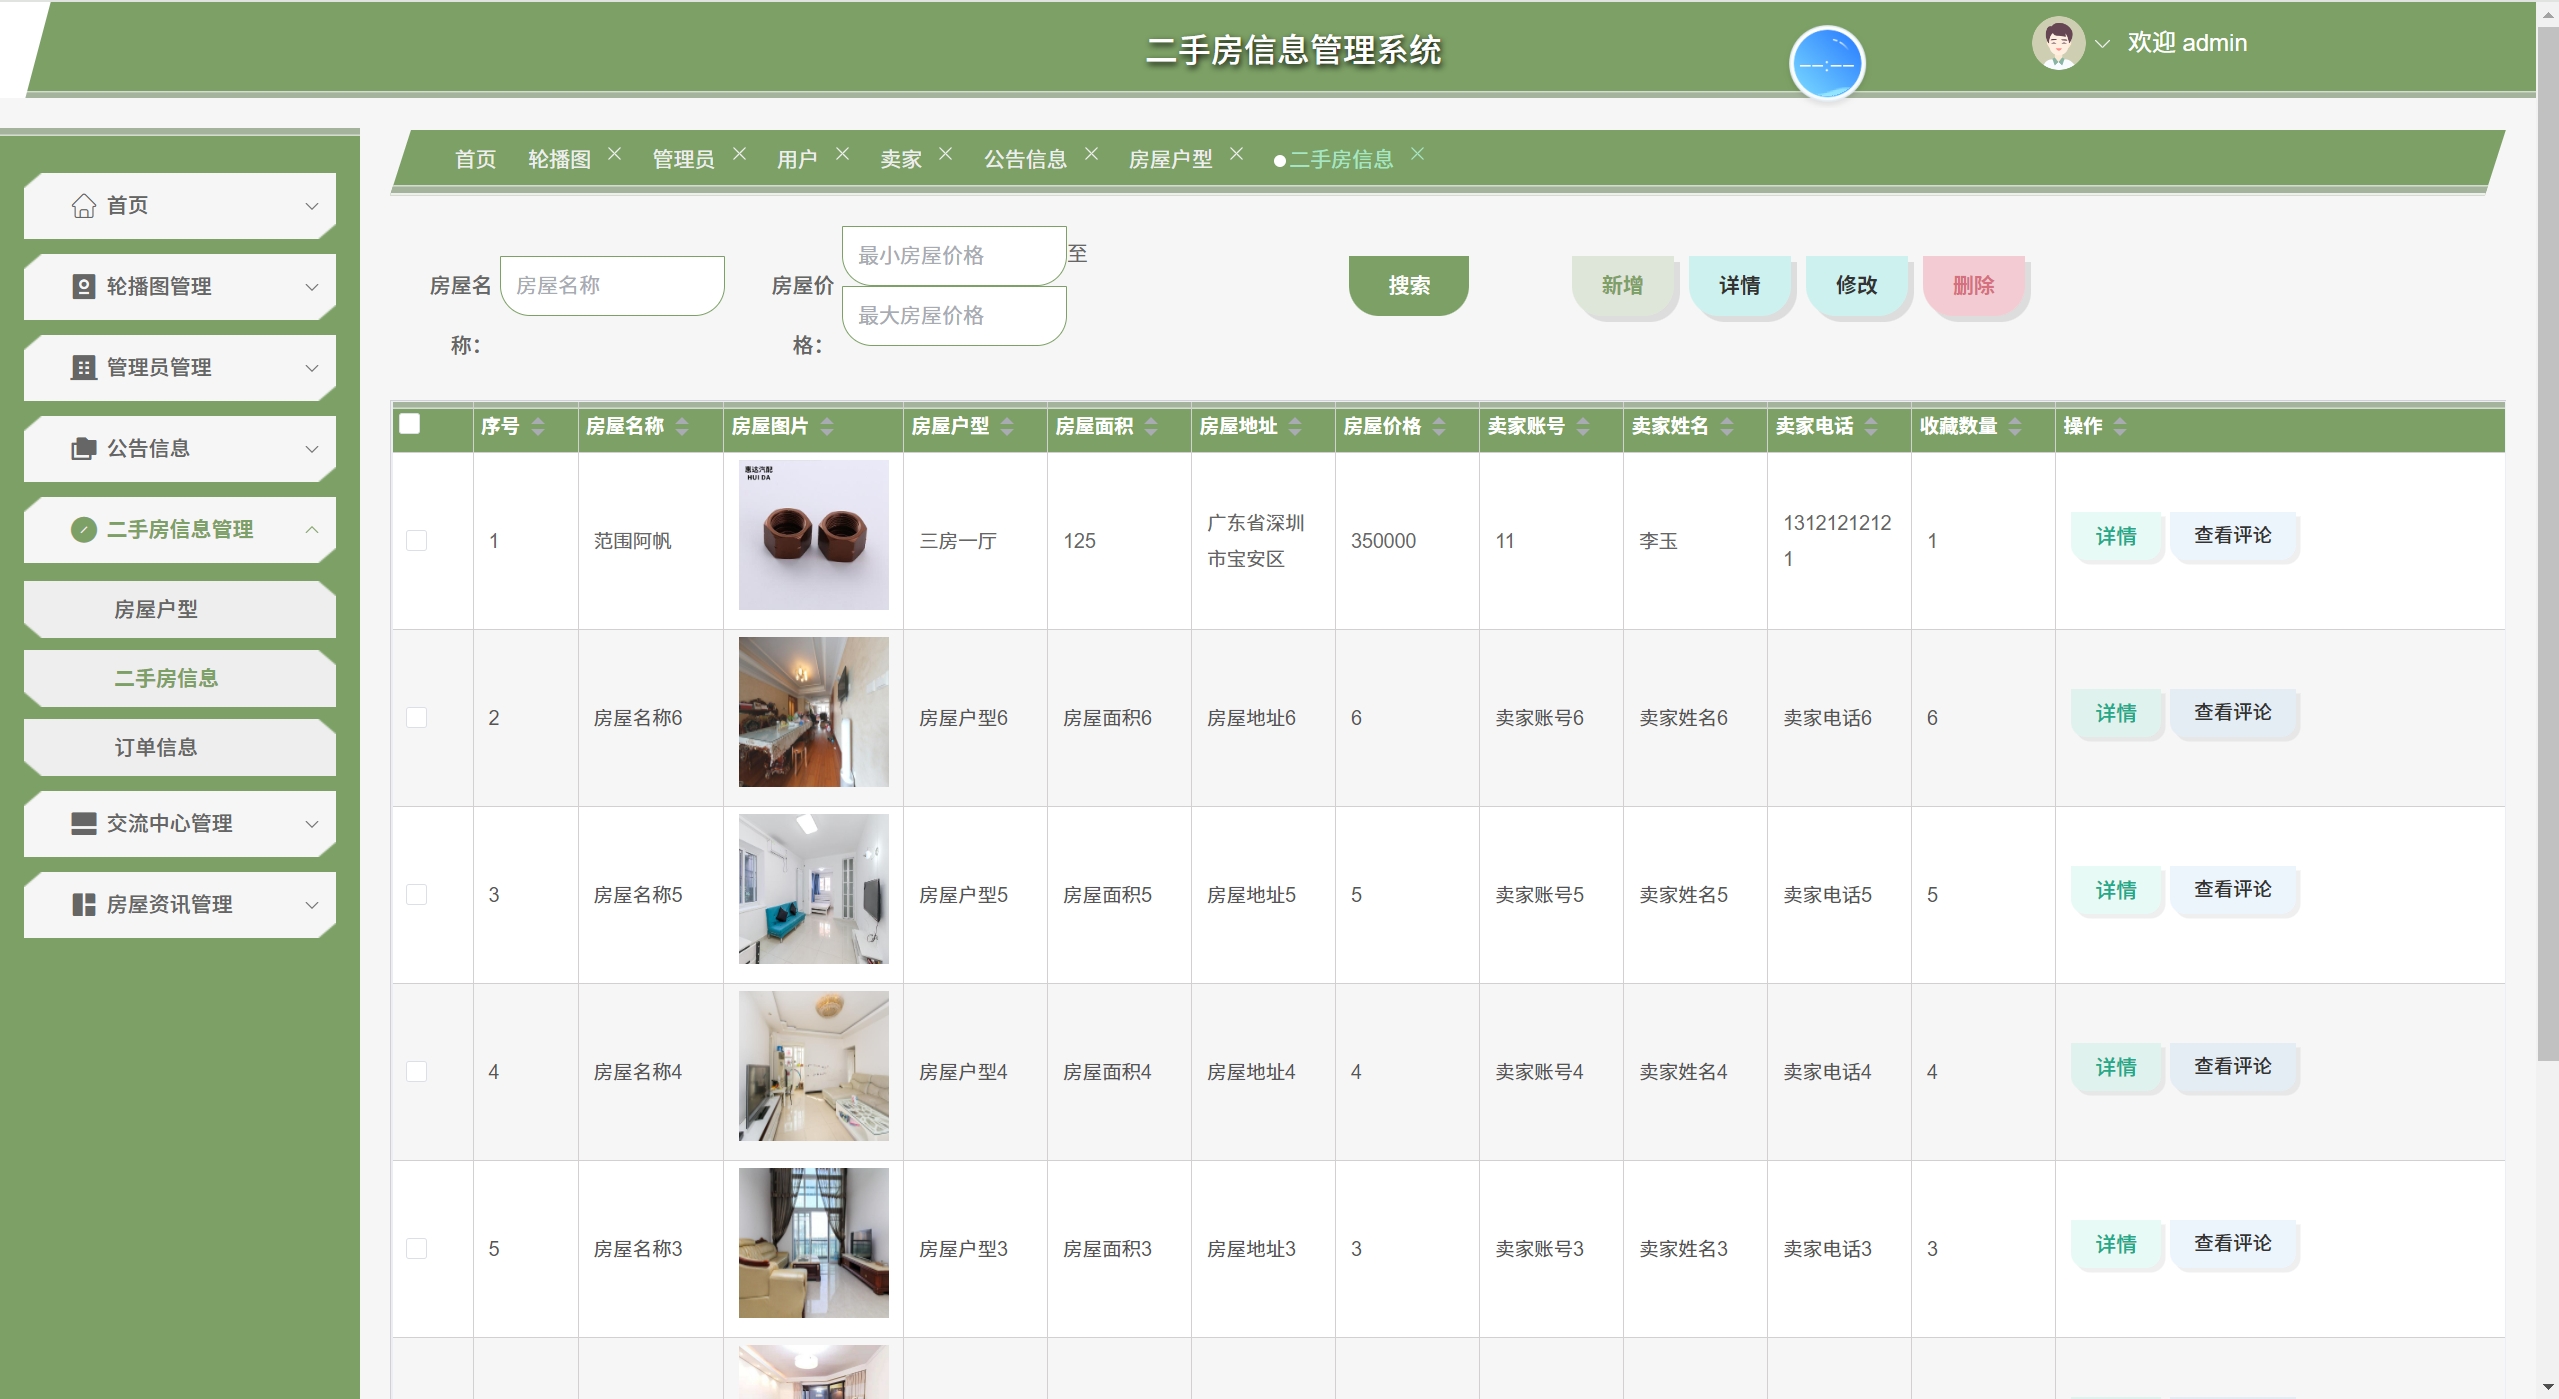 二手房信息管理系统
--:--
欢迎 admin
首页 轮播图 管理员 用户 卖家 公告信息 房屋户型 二手房信息
首页
轮播图管理
管理员管理
公告信息
二手房信息管理
房屋户型
二手房信息
订单信息
交流中心管理
房屋资讯管理
房屋名称：
房屋名称
房屋价格：
最小房屋价格 至
最大房屋价格
搜索
新增 详情 修改 删除
序号 房屋名称 房屋图片 房屋户型 房屋面积 房屋地址 房屋价格 卖家账号 卖家姓名 卖家电话 收藏数量 操作
惠达汽配
HUI DA
1 范围阿帆 三房一厅 125 广东省深圳市宝安区 350000 11 李玉 13121212121 1 详情 查看评论
2 房屋名称6 房屋户型6 房屋面积6 房屋地址6 6 卖家账号6 卖家姓名6 卖家电话6 6 详情 查看评论
3 房屋名称5 房屋户型5 房屋面积5 房屋地址5 5 卖家账号5 卖家姓名5 卖家电话5 5 详情 查看评论
4 房屋名称4 房屋户型4 房屋面积4 房屋地址4 4 卖家账号4 卖家姓名4 卖家电话4 4 详情 查看评论
5 房屋名称3 房屋户型3 房屋面积3 房屋地址3 3 卖家账号3 卖家姓名3 卖家电话3 3 详情 查看评论